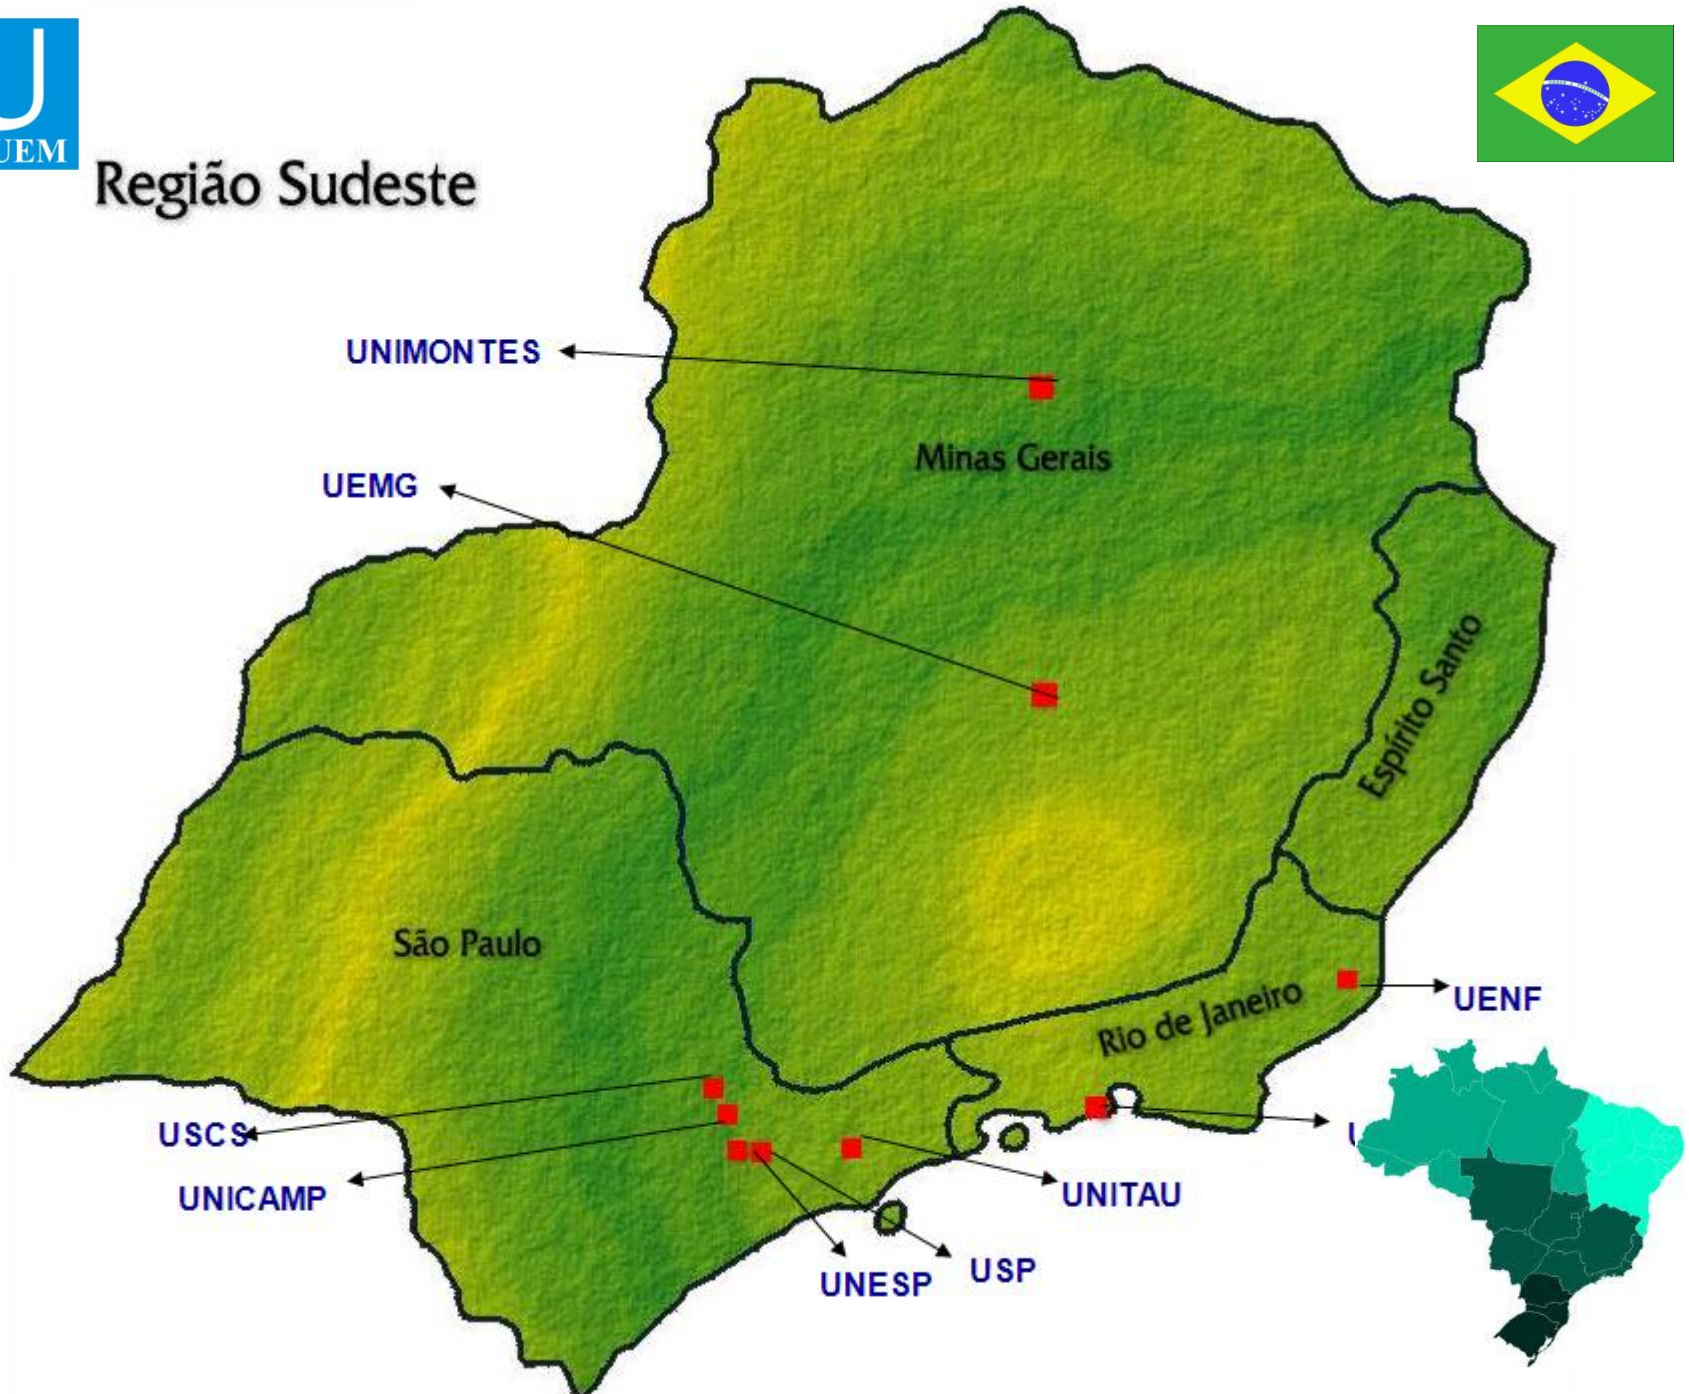 UEM
Região Sudeste
UNIMONTES
Minas Gerais
UEMG
Espírito Santo
São Paulo
Rio de Janeiro
UENF
USCS
UNICAMP
UNITAU
UNESP
USP